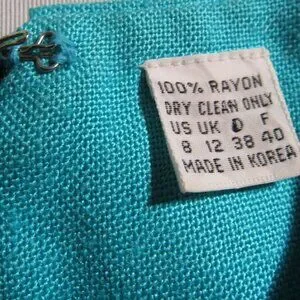 100% RAYON
DRY CLEAN ONLY
US UK D F
8 12 38 40
MADE IN KOREA